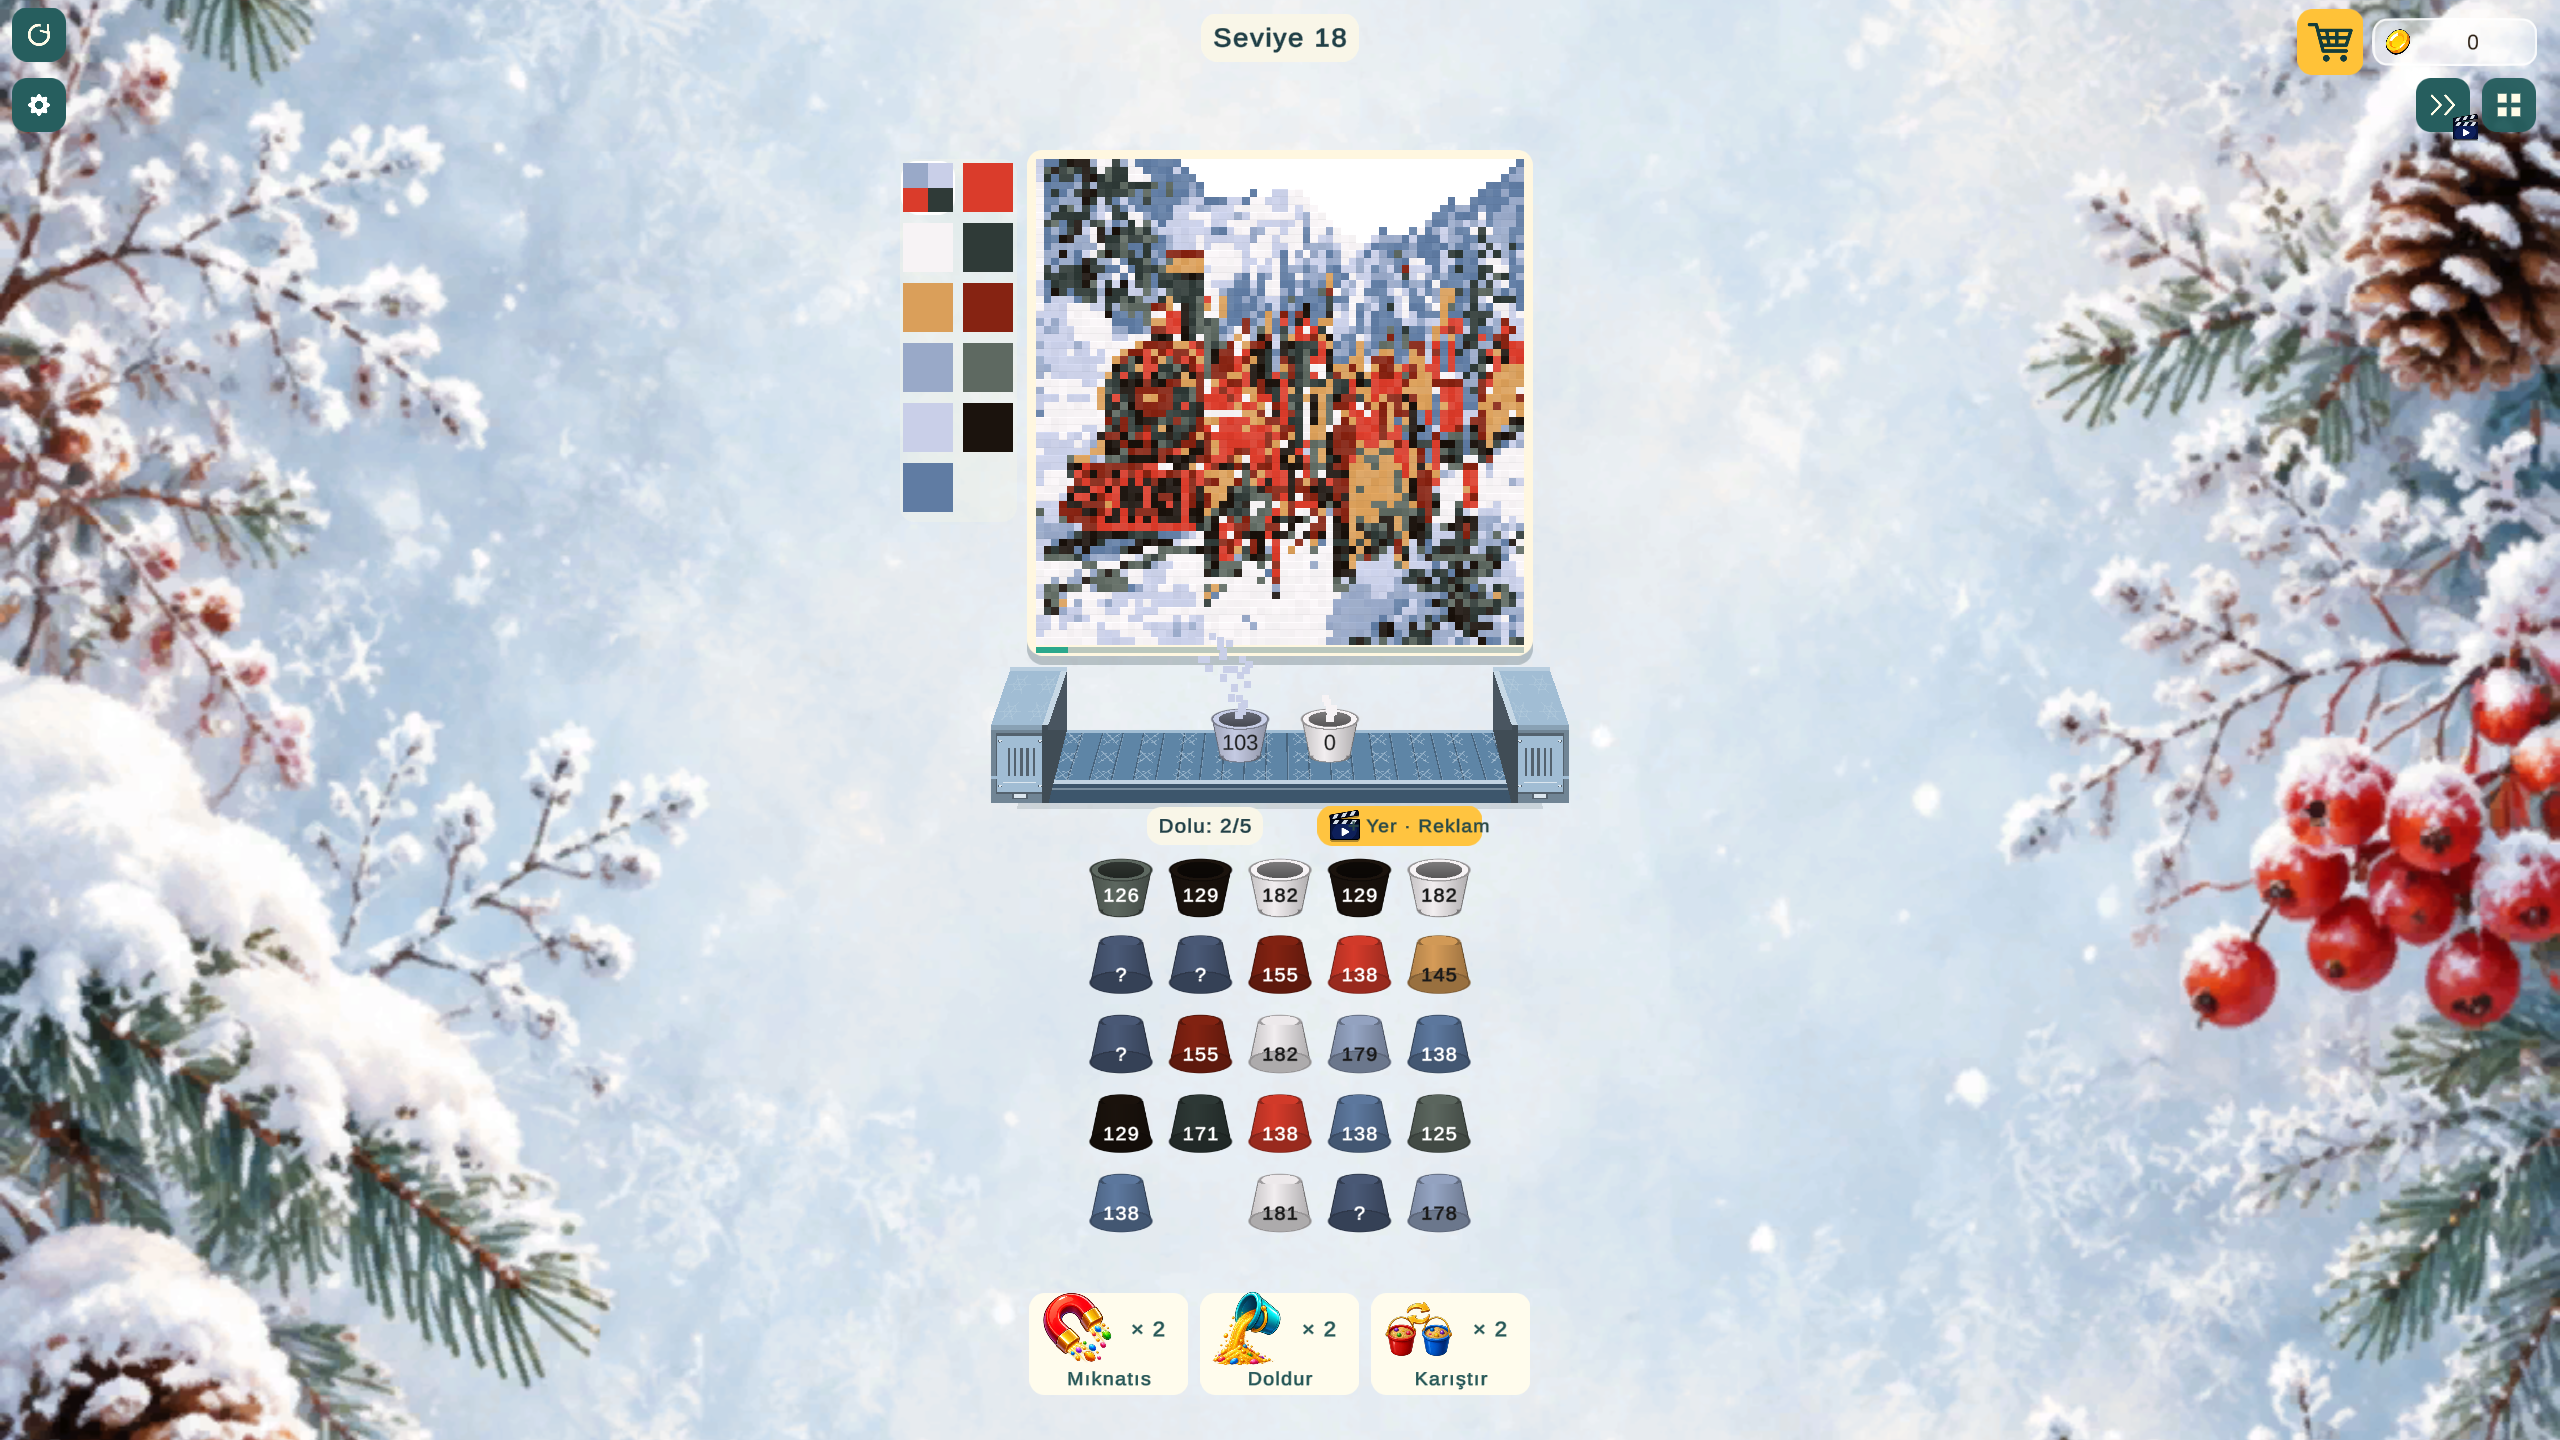 Seviye 18
0
103
0
Dolu: 2/5
Yer · Reklam
126 129 182 129 182
? ? 155 138 145
? 155 182 179 138
129 171 138 138 125
138 181 ? 178
× 2
Mıknatıs
× 2
Doldur
× 2
Karıştır